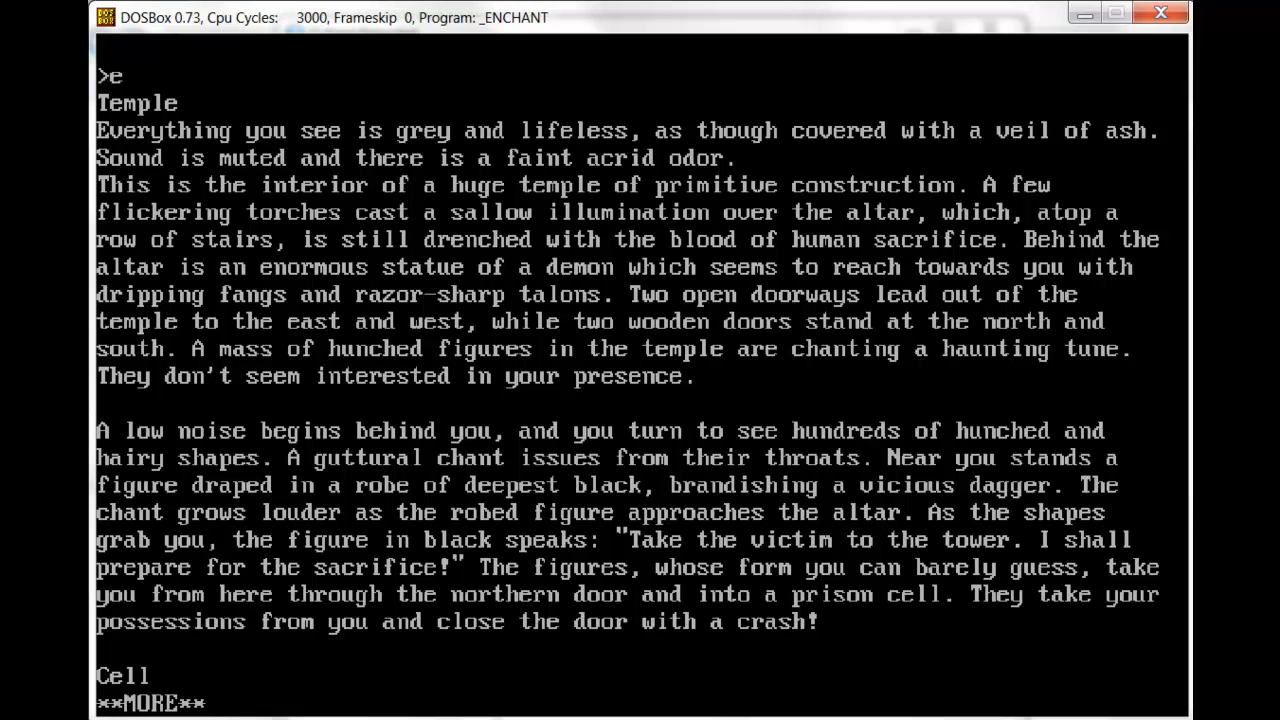 DOSBox 0.73, Cpu Cycles: 3000, Frameskip 0, Program: _ENCHANT
>e
Temple
Everything you see is grey and lifeless, as though covered with a veil of ash.
Sound is muted and there is a faint acrid odor.
This is the interior of a huge temple of primitive construction. A few
flickering torches cast a sallow illumination over the altar, which, atop a
row of stairs, is still drenched with the blood of human sacrifice. Behind the
altar is an enormous statue of a demon which seems to reach towards you with
dripping fangs and razor-sharp talons. Two open doorways lead out of the
temple to the east and west, while two wooden doors stand at the north and
south. A mass of hunched figures in the temple are chanting a haunting tune.
They don't seem interested in your presence.
A low noise begins behind you, and you turn to see hundreds of hunched and
hairy shapes. A guttural chant issues from their throats. Near you stands a
figure draped in a robe of deepest black, brandishing a vicious dagger. The
chant grows louder as the robed figure approaches the altar. As the shapes
grab you, the figure in black speaks: "Take the victim to the tower. I shall
prepare for the sacrifice!" The figures, whose form you can barely guess, take
you from here through the northern door and into a prison cell. They take your
possessions from you and close the door with a crash!
Cell
**MORE**